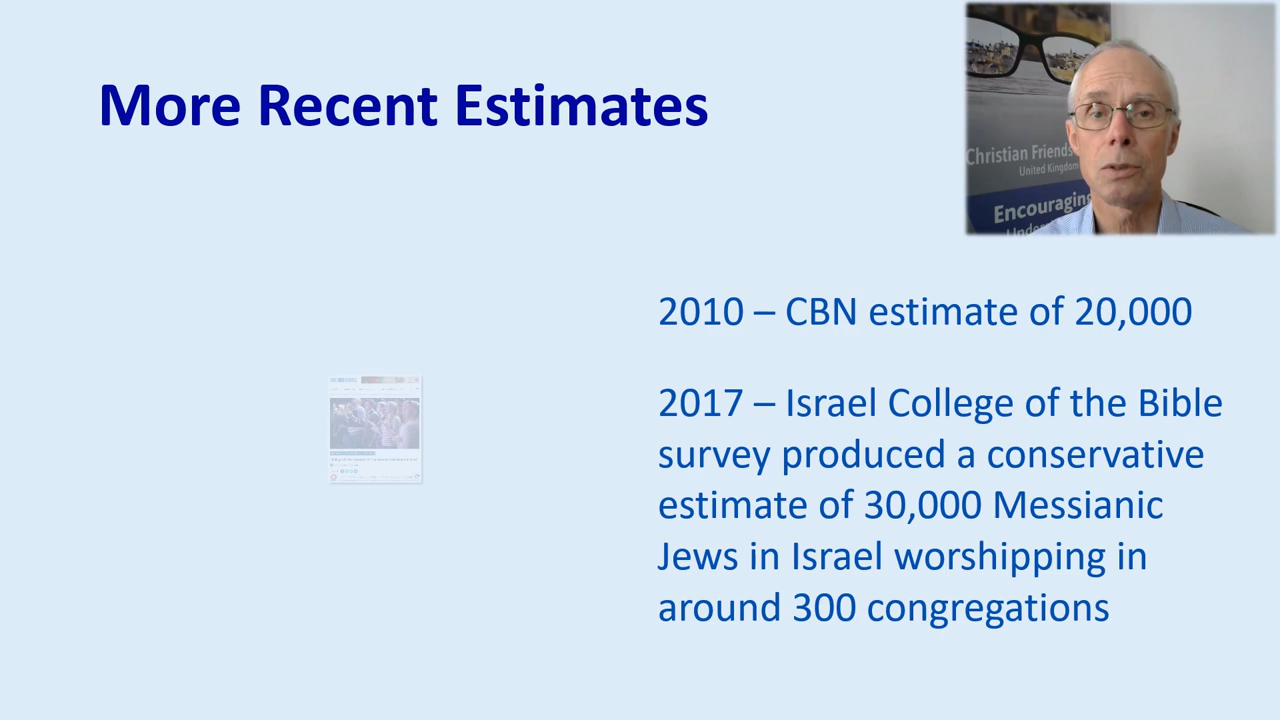 More Recent Estimates
Christian Friends
United Kingdom
Encouraging
2010 – CBN estimate of 20,000
2017 – Israel College of the Bible
survey produced a conservative
estimate of 30,000 Messianic
Jews in Israel worshipping in
around 300 congregations